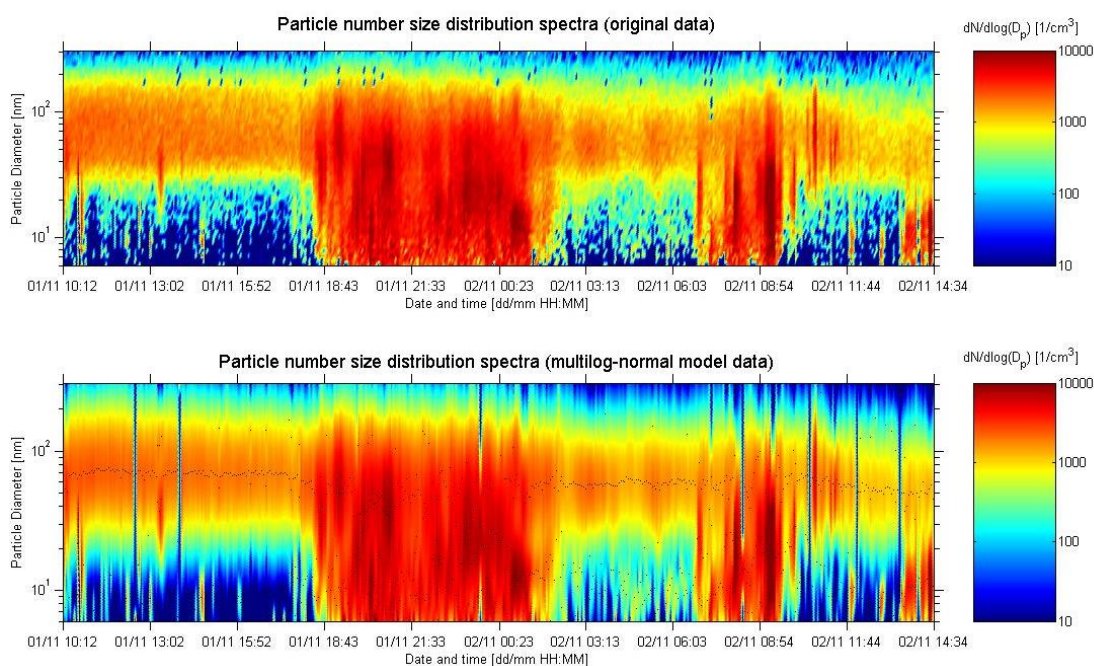 Particle number size distribution spectra (original data)
dN/dlog(Dₚ) [1/cm³]
Particle Diameter [nm]
10²
10¹
10000
1000
100
10
01/11 10:12 01/11 13:02 01/11 15:52 01/11 18:43 01/11 21:33 02/11 00:23 02/11 03:13 02/11 06:03 02/11 08:54 02/11 11:44 02/11 14:34
Date and time [dd/mm HH:MM]
Particle number size distribution spectra (multilog-normal model data)
dN/dlog(Dₚ) [1/cm³]
Particle Diameter [nm]
10²
10¹
10000
1000
100
10
01/11 10:12 01/11 13:02 01/11 15:52 01/11 18:43 01/11 21:33 02/11 00:23 02/11 03:13 02/11 06:03 02/11 08:54 02/11 11:44 02/11 14:34
Date and time [dd/mm HH:MM]